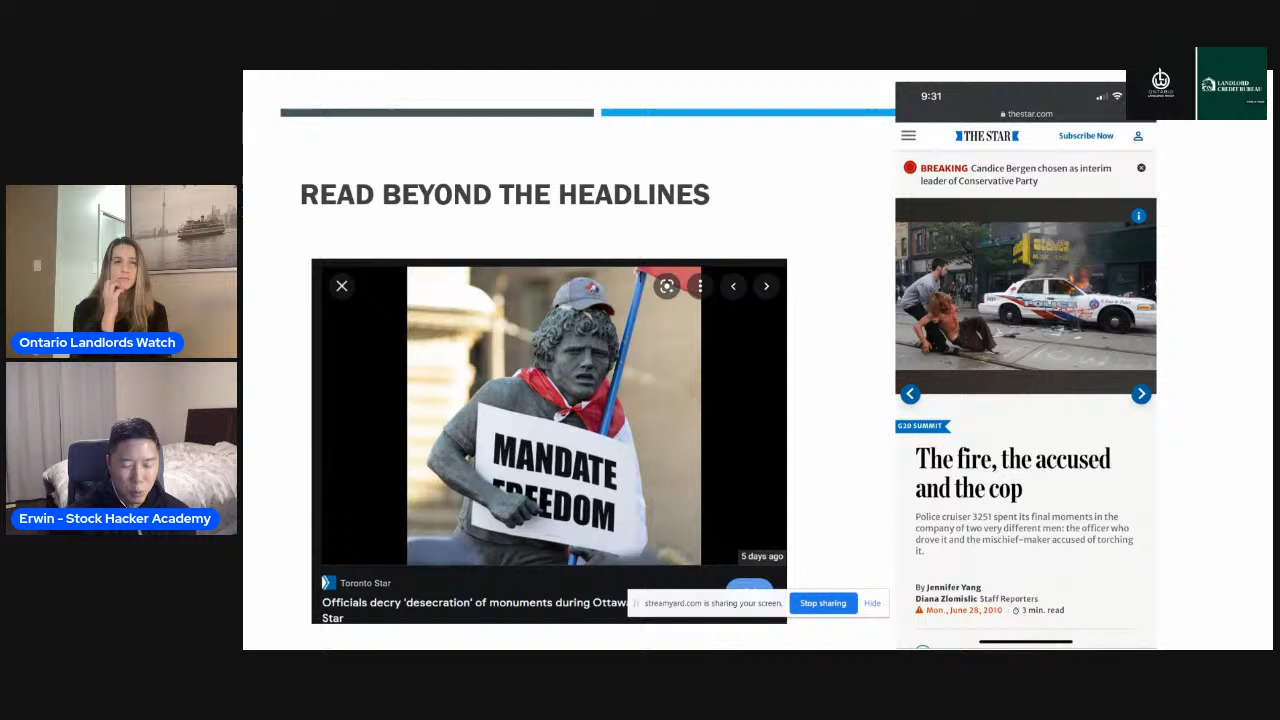 READ BEYOND THE HEADLINES
MANDATE
FREEDOM
5 days ago
Toronto Star
Officials decry 'desecration' of monuments during Ottawa
Star
streamyard.com is sharing your screen.
Stop sharing
Hide
9:31
thestar.com
THE STAR
Subscribe Now
BREAKING Candice Bergen chosen as interim
leader of Conservative Party
POLICE
G20 SUMMIT
The fire, the accused
and the cop
Police cruiser 3251 spent its final moments in the
company of two very different men: the officer who
drove it and the mischief-maker accused of torching
it.
By Jennifer Yang
Diana Zlomislic Staff Reporters
Mon., June 28, 2010
3 min. read
ONTARIO
LANDLORD
CREDIT BUREAU
Ontario Landlords Watch
Erwin - Stock Hacker Academy